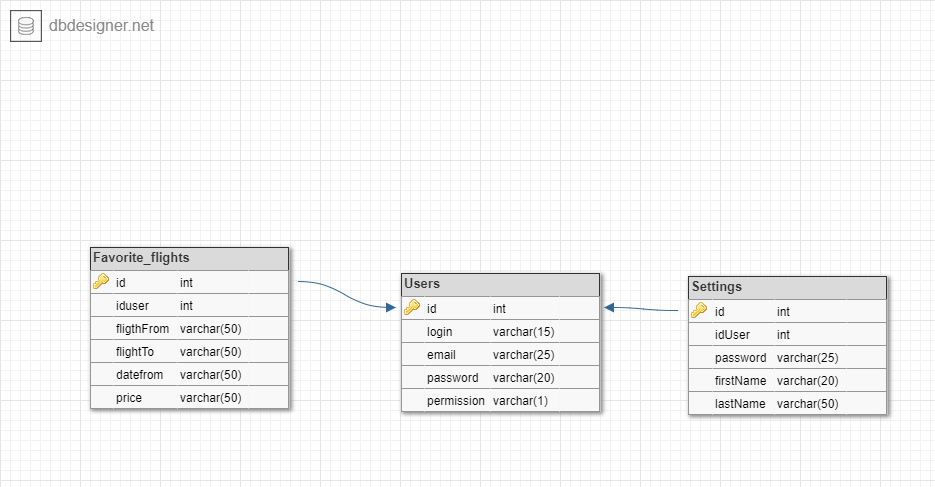 dbdesigner.net
Favorite_flights
id int
iduser int
fligthFrom varchar(50)
flightTo varchar(50)
datefrom varchar(50)
price varchar(50)
Users
id int
login varchar(15)
email varchar(25)
password varchar(20)
permission varchar(1)
Settings
id int
idUser int
password varchar(25)
firstName varchar(20)
lastName varchar(50)